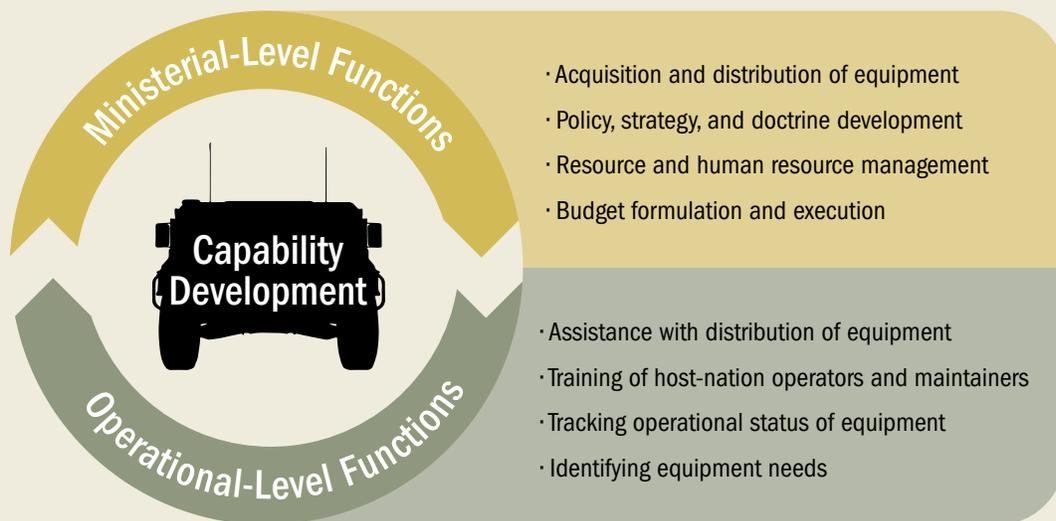 Ministerial-Level Functions
· Acquisition and distribution of equipment
· Policy, strategy, and doctrine development
· Resource and human resource management
· Budget formulation and execution
Capability
Development
Operational-Level Functions
· Assistance with distribution of equipment
· Training of host-nation operators and maintainers
· Tracking operational status of equipment
· Identifying equipment needs